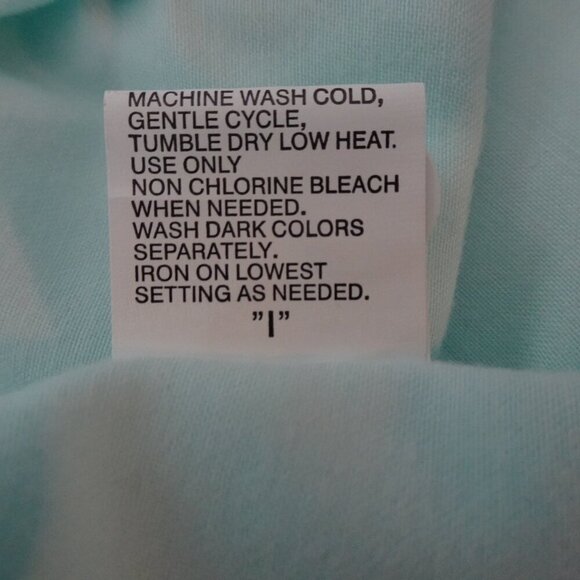 MACHINE WASH COLD,
GENTLE CYCLE,
TUMBLE DRY LOW HEAT.
USE ONLY
NON CHLORINE BLEACH
WHEN NEEDED.
WASH DARK COLORS
SEPARATELY.
IRON ON LOWEST
SETTING AS NEEDED.
”I”